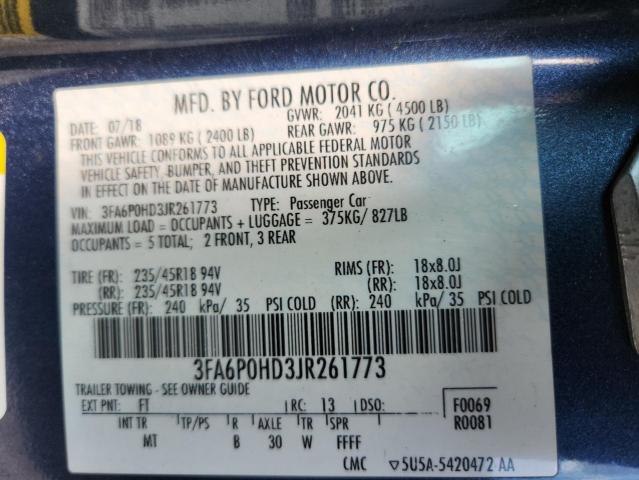 MFD. BY FORD MOTOR CO.
DATE: 07/18 GVWR: 2041 KG ( 4500 LB)
FRONT GAWR: 1089 KG ( 2400 LB) REAR GAWR: 975 KG ( 2150 LB)
THIS VEHICLE CONFORMS TO ALL APPLICABLE FEDERAL MOTOR
VEHICLE SAFETY, BUMPER, AND THEFT PREVENTION STANDARDS
IN EFFECT ON THE DATE OF MANUFACTURE SHOWN ABOVE.
VIN: 3FA6P0HD3JR261773 TYPE: Passenger Car
MAXIMUM LOAD = OCCUPANTS + LUGGAGE = 375KG/ 827LB
OCCUPANTS = 5 TOTAL; 2 FRONT, 3 REAR
TIRE (FR): 235/45R18 94V RIMS (FR): 18x8.0J
(RR): 235/45R18 94V (RR): 18x8.0J
PRESSURE (FR): 240 kPa/ 35 PSI COLD (RR): 240 kPa/ 35 PSI COLD
3FA6P0HD3JR261773
TRAILER TOWING - SEE OWNER GUIDE
EXT PNT: FT RC: 13 DSO: F0069
INT TR TP/PS R AXLE TR SPR R0081
MT B 30 W FFFF
CMC ▽5U5A-5420472 AA